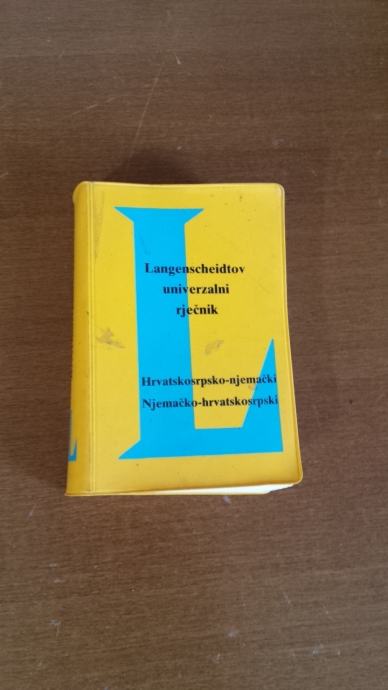 L
Langenscheidtov
univerzalni
rječnik
Hrvatskosrpsko-njemački
Njemačko-hrvatskosrpski
L